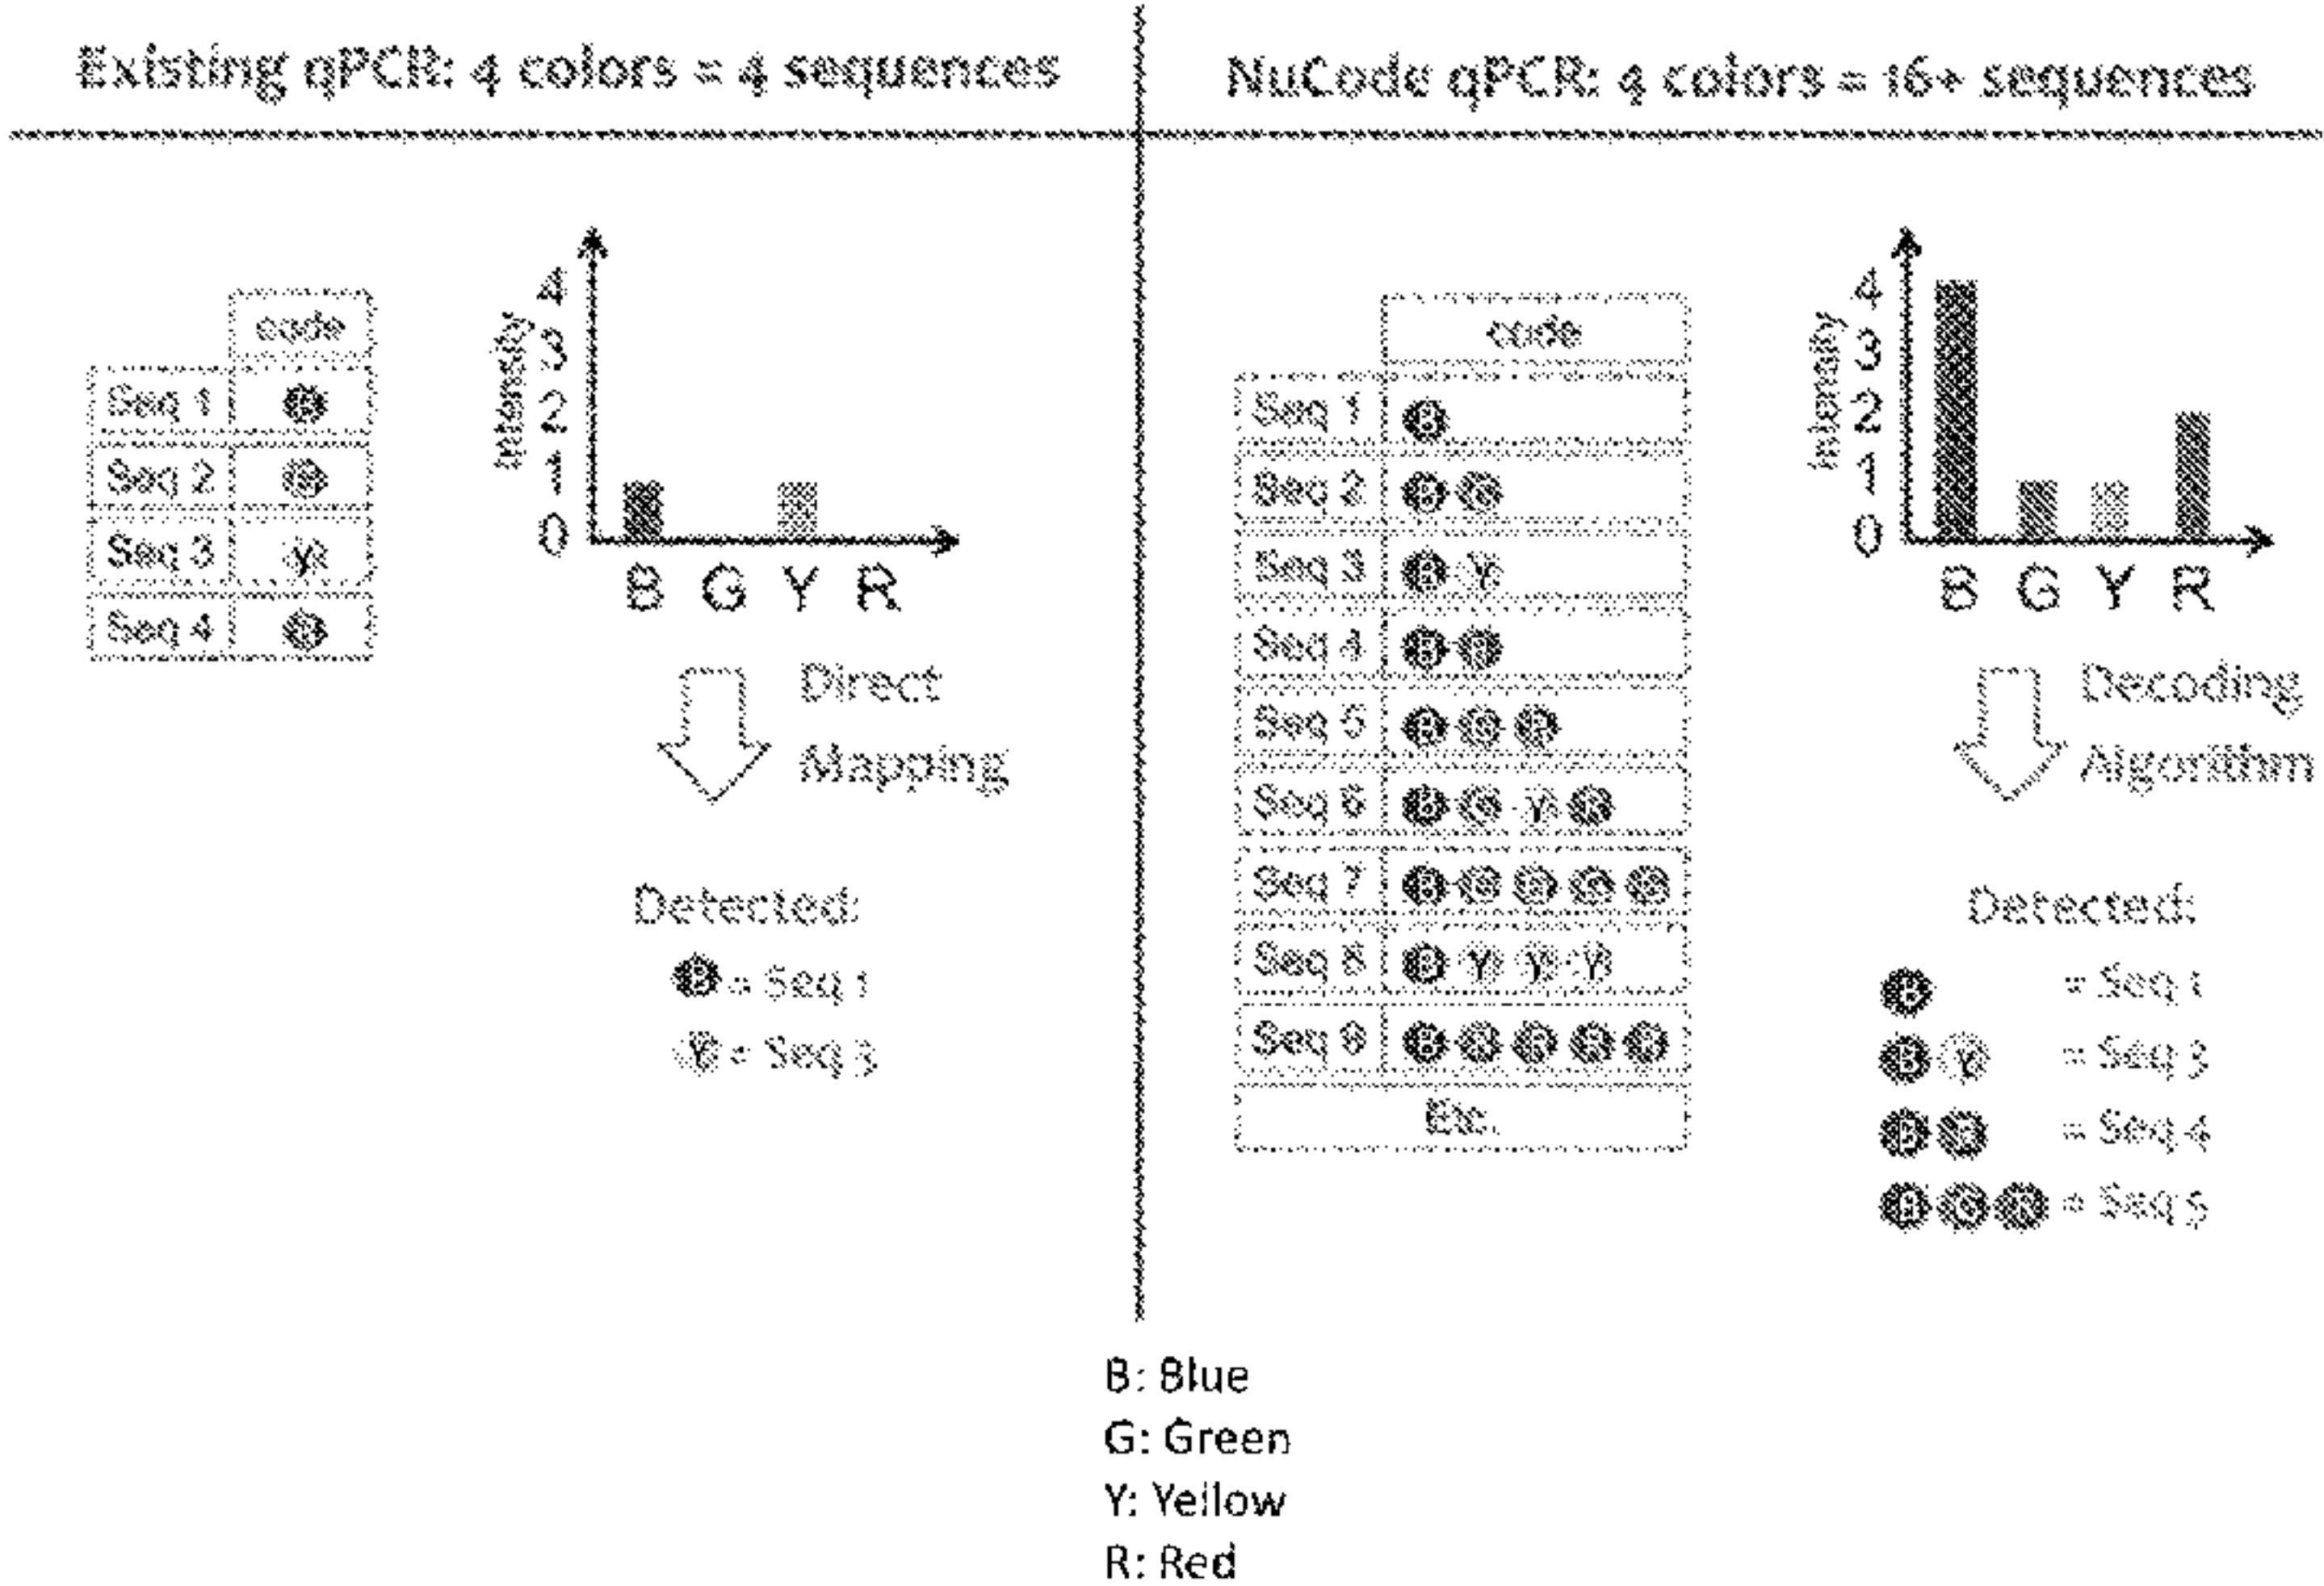 Existing qPCR: 4 colors = 4 sequences
code
Seq 1
Seq 2
Seq 3 Y
Seq 4
Intensity
4
3
2
1
0
B G Y R
Direct
Mapping
Detected:
B = Seq 1
Y = Seq 3
NuCode qPCR: 4 colors = 16+ sequences
code
Seq 1 B
Seq 2 B G
Seq 3 B Y
Seq 4 B R
Seq 5 B G R
Seq 6 B G Y R
Seq 7 B
Seq 8 B Y Y Y
Seq 9 B
Etc.
Intensity
4
3
2
1
0
B G Y R
Decoding
Algorithm
Detected:
B = Seq 1
B Y = Seq 3
B R = Seq 4
B G R = Seq 5
B: Blue
G: Green
Y: Yellow
R: Red